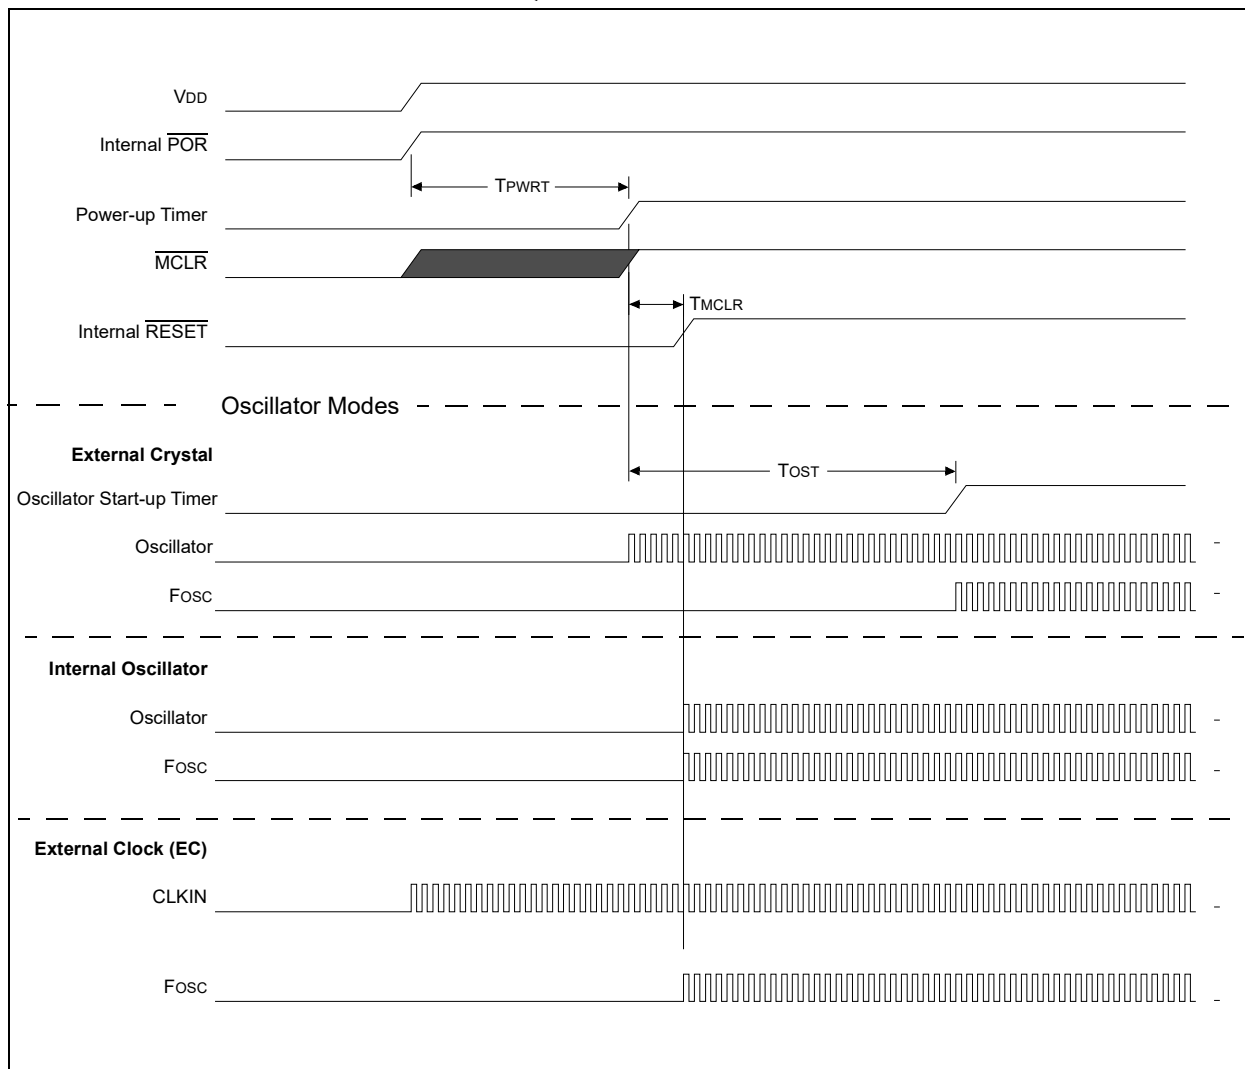 VDD
Internal POR
TPWRT
Power-up Timer
MCLR
TMCLR
Internal RESET
Oscillator Modes
External Crystal
TOST
Oscillator Start-up Timer
Oscillator
FOSC
Internal Oscillator
Oscillator
FOSC
External Clock (EC)
CLKIN
FOSC